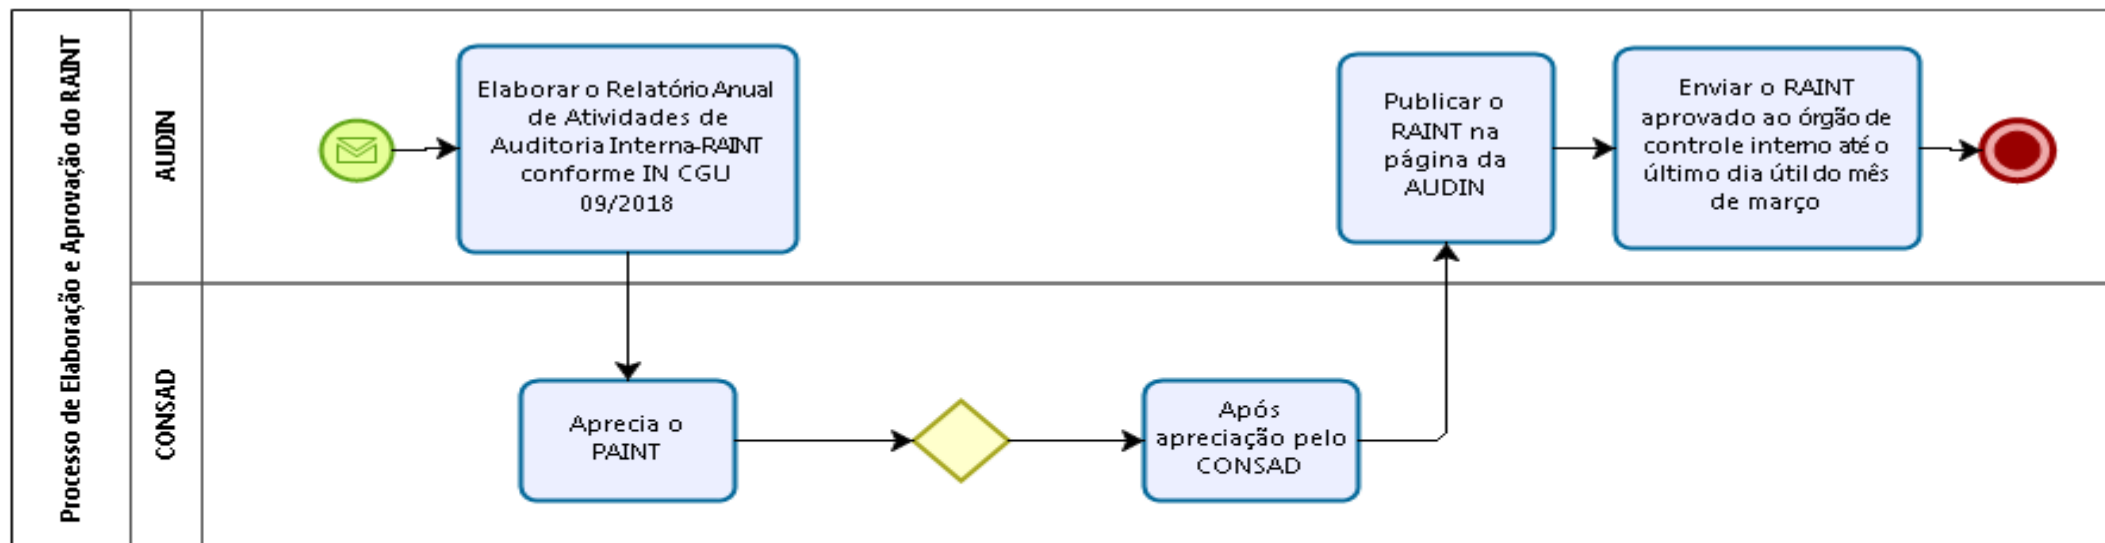 Processo de Elaboração e Aprovação do RAINT
AUDIN
Elaborar o Relatório Anual
de Atividades de
Auditoria Interna-RAINT
conforme IN CGU
09/2018
Publicar o
RAINT na
página da
AUDIN
Enviar o RAINT
aprovado ao órgão de
controle interno até o
último dia útil do mês
de março
CONSAD
Aprecia o
PAINT
Após
apreciação pelo
CONSAD